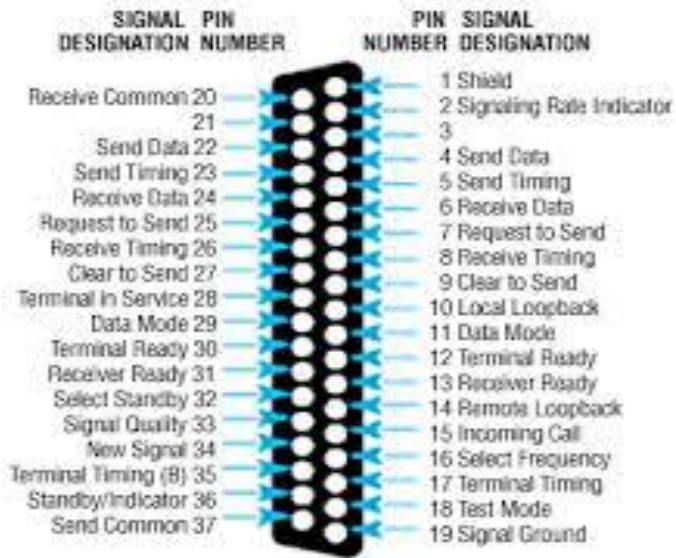 SIGNAL PIN
DESIGNATION NUMBER
Receive Common 20
21
Send Data 22
Send Timing 23
Receive Data 24
Request to Send 25
Receive Timing 26
Clear to Send 27
Terminal in Service 28
Data Mode 29
Terminal Ready 30
Receiver Ready 31
Select Standby 32
Signal Quality 33
New Signal 34
Terminal Timing (B) 35
Standby/Indicator 36
Send Common 37
PIN SIGNAL
NUMBER DESIGNATION
1 Shield
2 Signaling Rate Indicator
3
4 Send Data
5 Send Timing
6 Receive Data
7 Request to Send
8 Receive Timing
9 Clear to Send
10 Local Loopback
11 Data Mode
12 Terminal Ready
13 Receiver Ready
14 Remote Loopback
15 Incoming Call
16 Select Frequency
17 Terminal Timing
18 Test Mode
19 Signal Ground